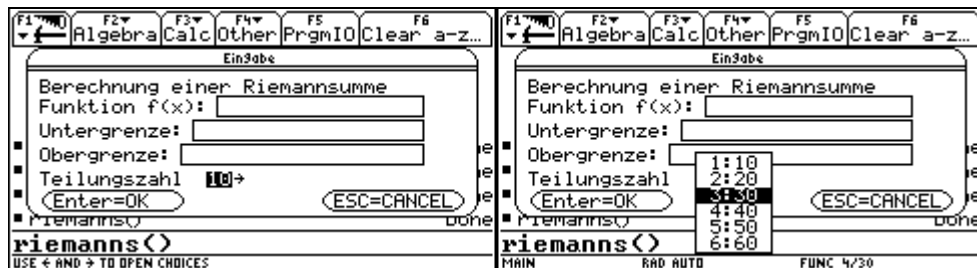 F1 F2 F3 F4 F5 F6
Algebra Calc Other PrgmIO Clear a-z…
Eingabe
Berechnung einer Riemannsumme
Funktion f(x):
Untergrenze:
Obergrenze:
Teilungszahl 10→
Enter=OK ESC=CANCEL
riemanns() Done
riemanns()
USE ← AND → TO OPEN CHOICES
F1 F2 F3 F4 F5 F6
Algebra Calc Other PrgmIO Clear a-z…
Eingabe
Berechnung einer Riemannsumme
Funktion f(x):
Untergrenze:
Obergrenze:
Teilungszahl
1:10
2:20
3:30
4:40
5:50
6:60
Enter=OK ESC=CANCEL
riemanns() Done
riemanns()
MAIN RAD AUTO FUNC 4/30